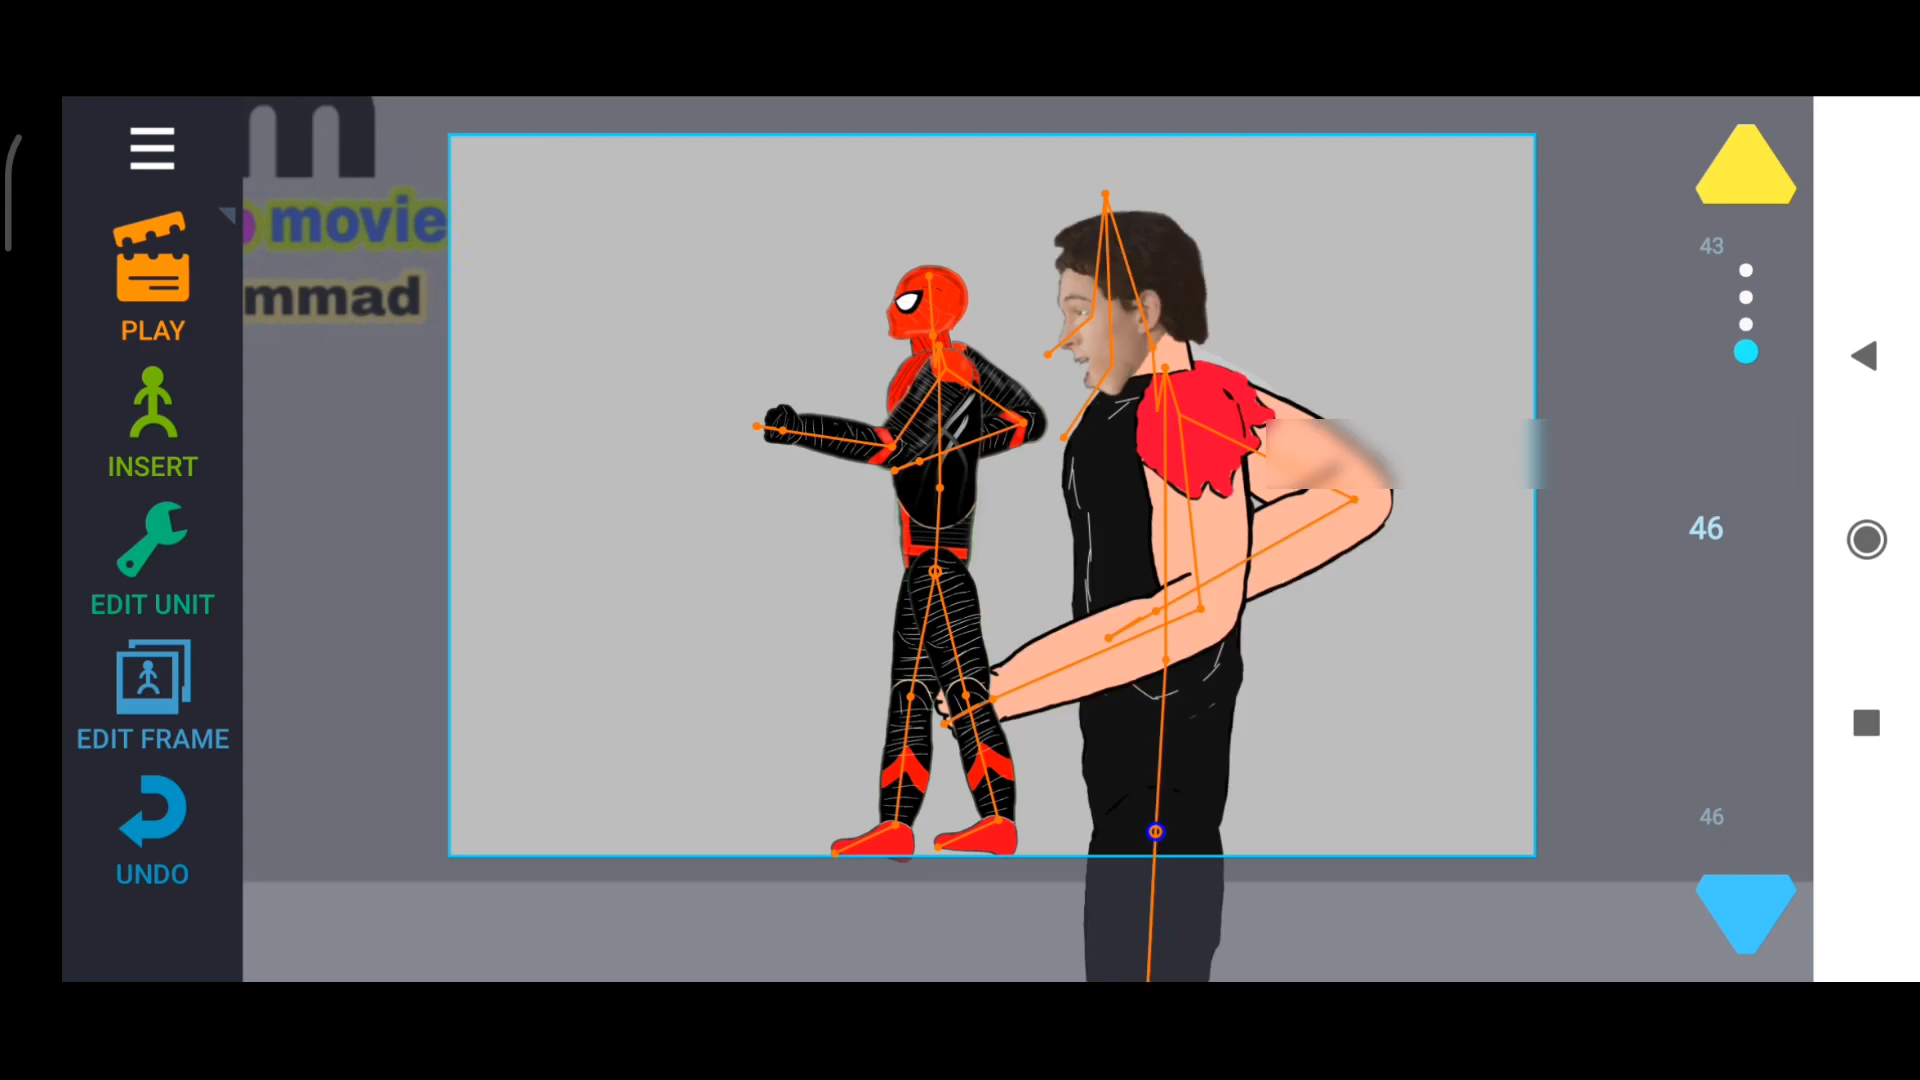 m
movie
mmad
PLAY
INSERT
EDIT UNIT
EDIT FRAME
UNDO
43
46
46